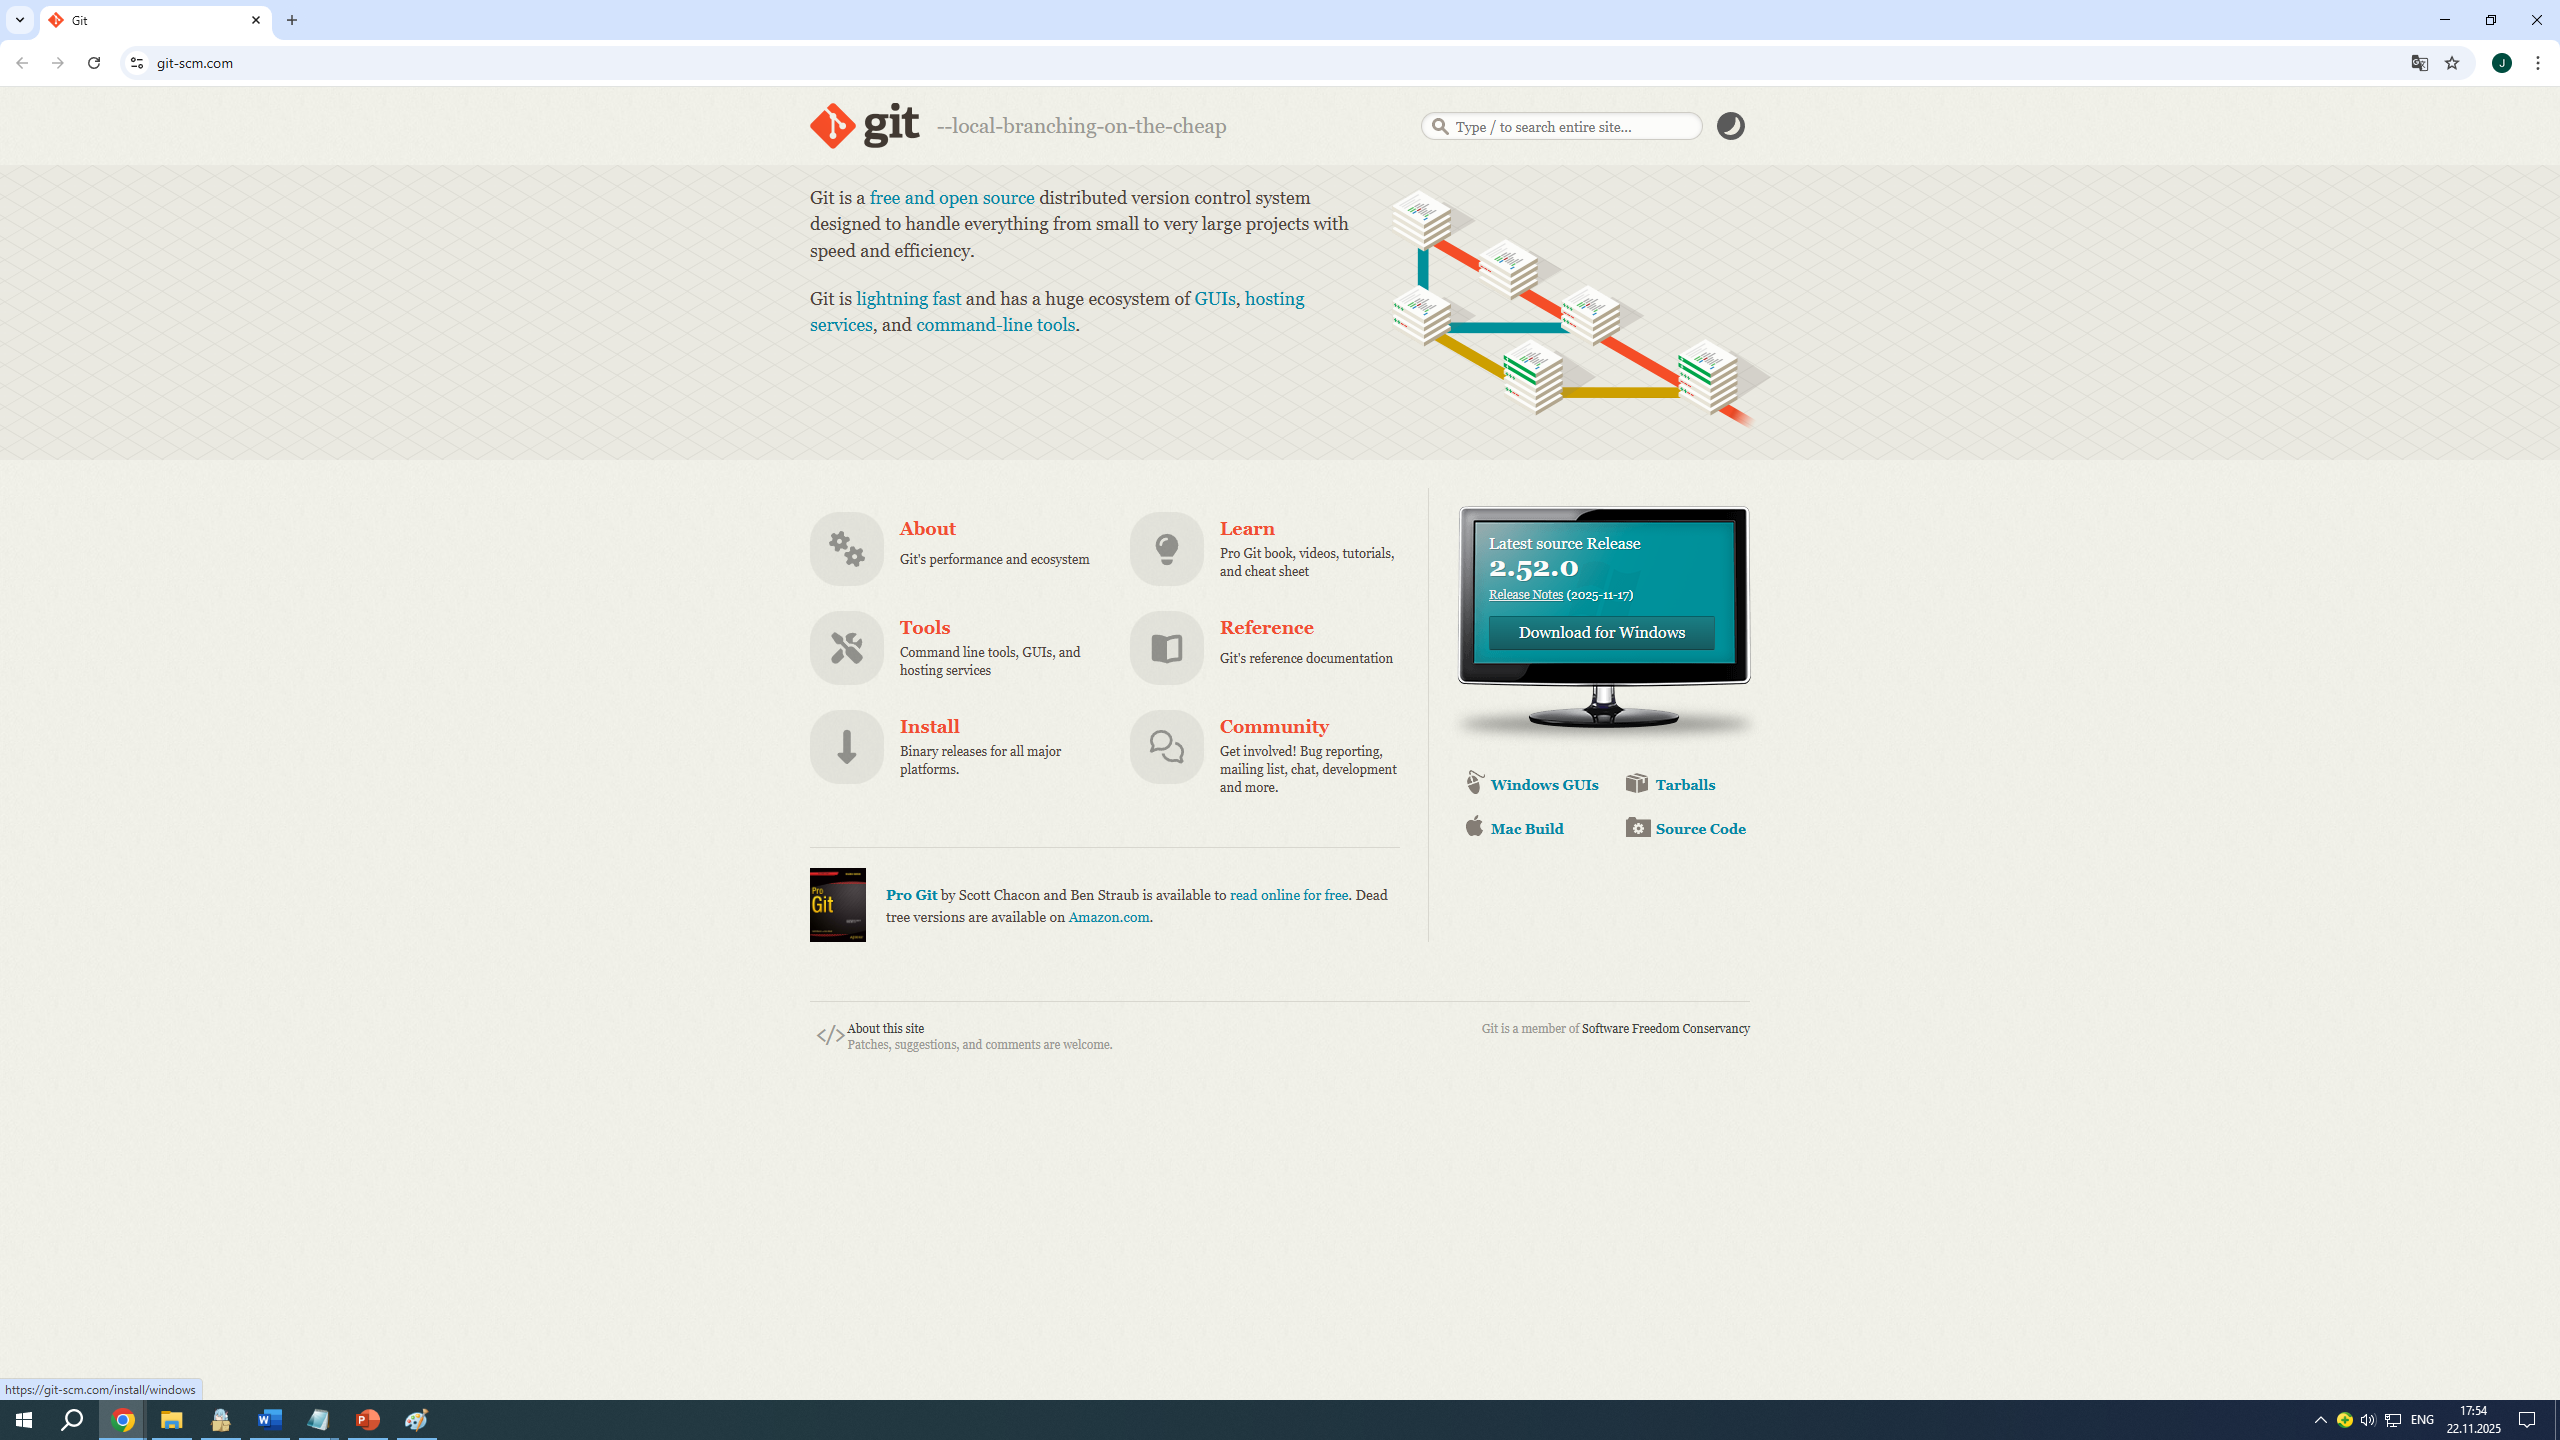 Git
git-scm.com
J
git --local-branching-on-the-cheap
Type / to search entire site...
Git is a free and open source distributed version control system
designed to handle everything from small to very large projects with
speed and efficiency.
Git is lightning fast and has a huge ecosystem of GUIs, hosting
services, and command-line tools.
About
Git's performance and ecosystem
Learn
Pro Git book, videos, tutorials,
and cheat sheet
Tools
Command line tools, GUIs, and
hosting services
Reference
Git's reference documentation
Install
Binary releases for all major
platforms.
Community
Get involved! Bug reporting,
mailing list, chat, development
and more.
Latest source Release
2.52.0
Release Notes (2025-11-17)
Download for Windows
Windows GUIs
Tarballs
Mac Build
Source Code
Pro
Git
Pro Git by Scott Chacon and Ben Straub is available to read online for free. Dead
tree versions are available on Amazon.com.
</> About this site
Patches, suggestions, and comments are welcome.
Git is a member of Software Freedom Conservancy
https://git-scm.com/install/windows
ENG
17:54
22.11.2025